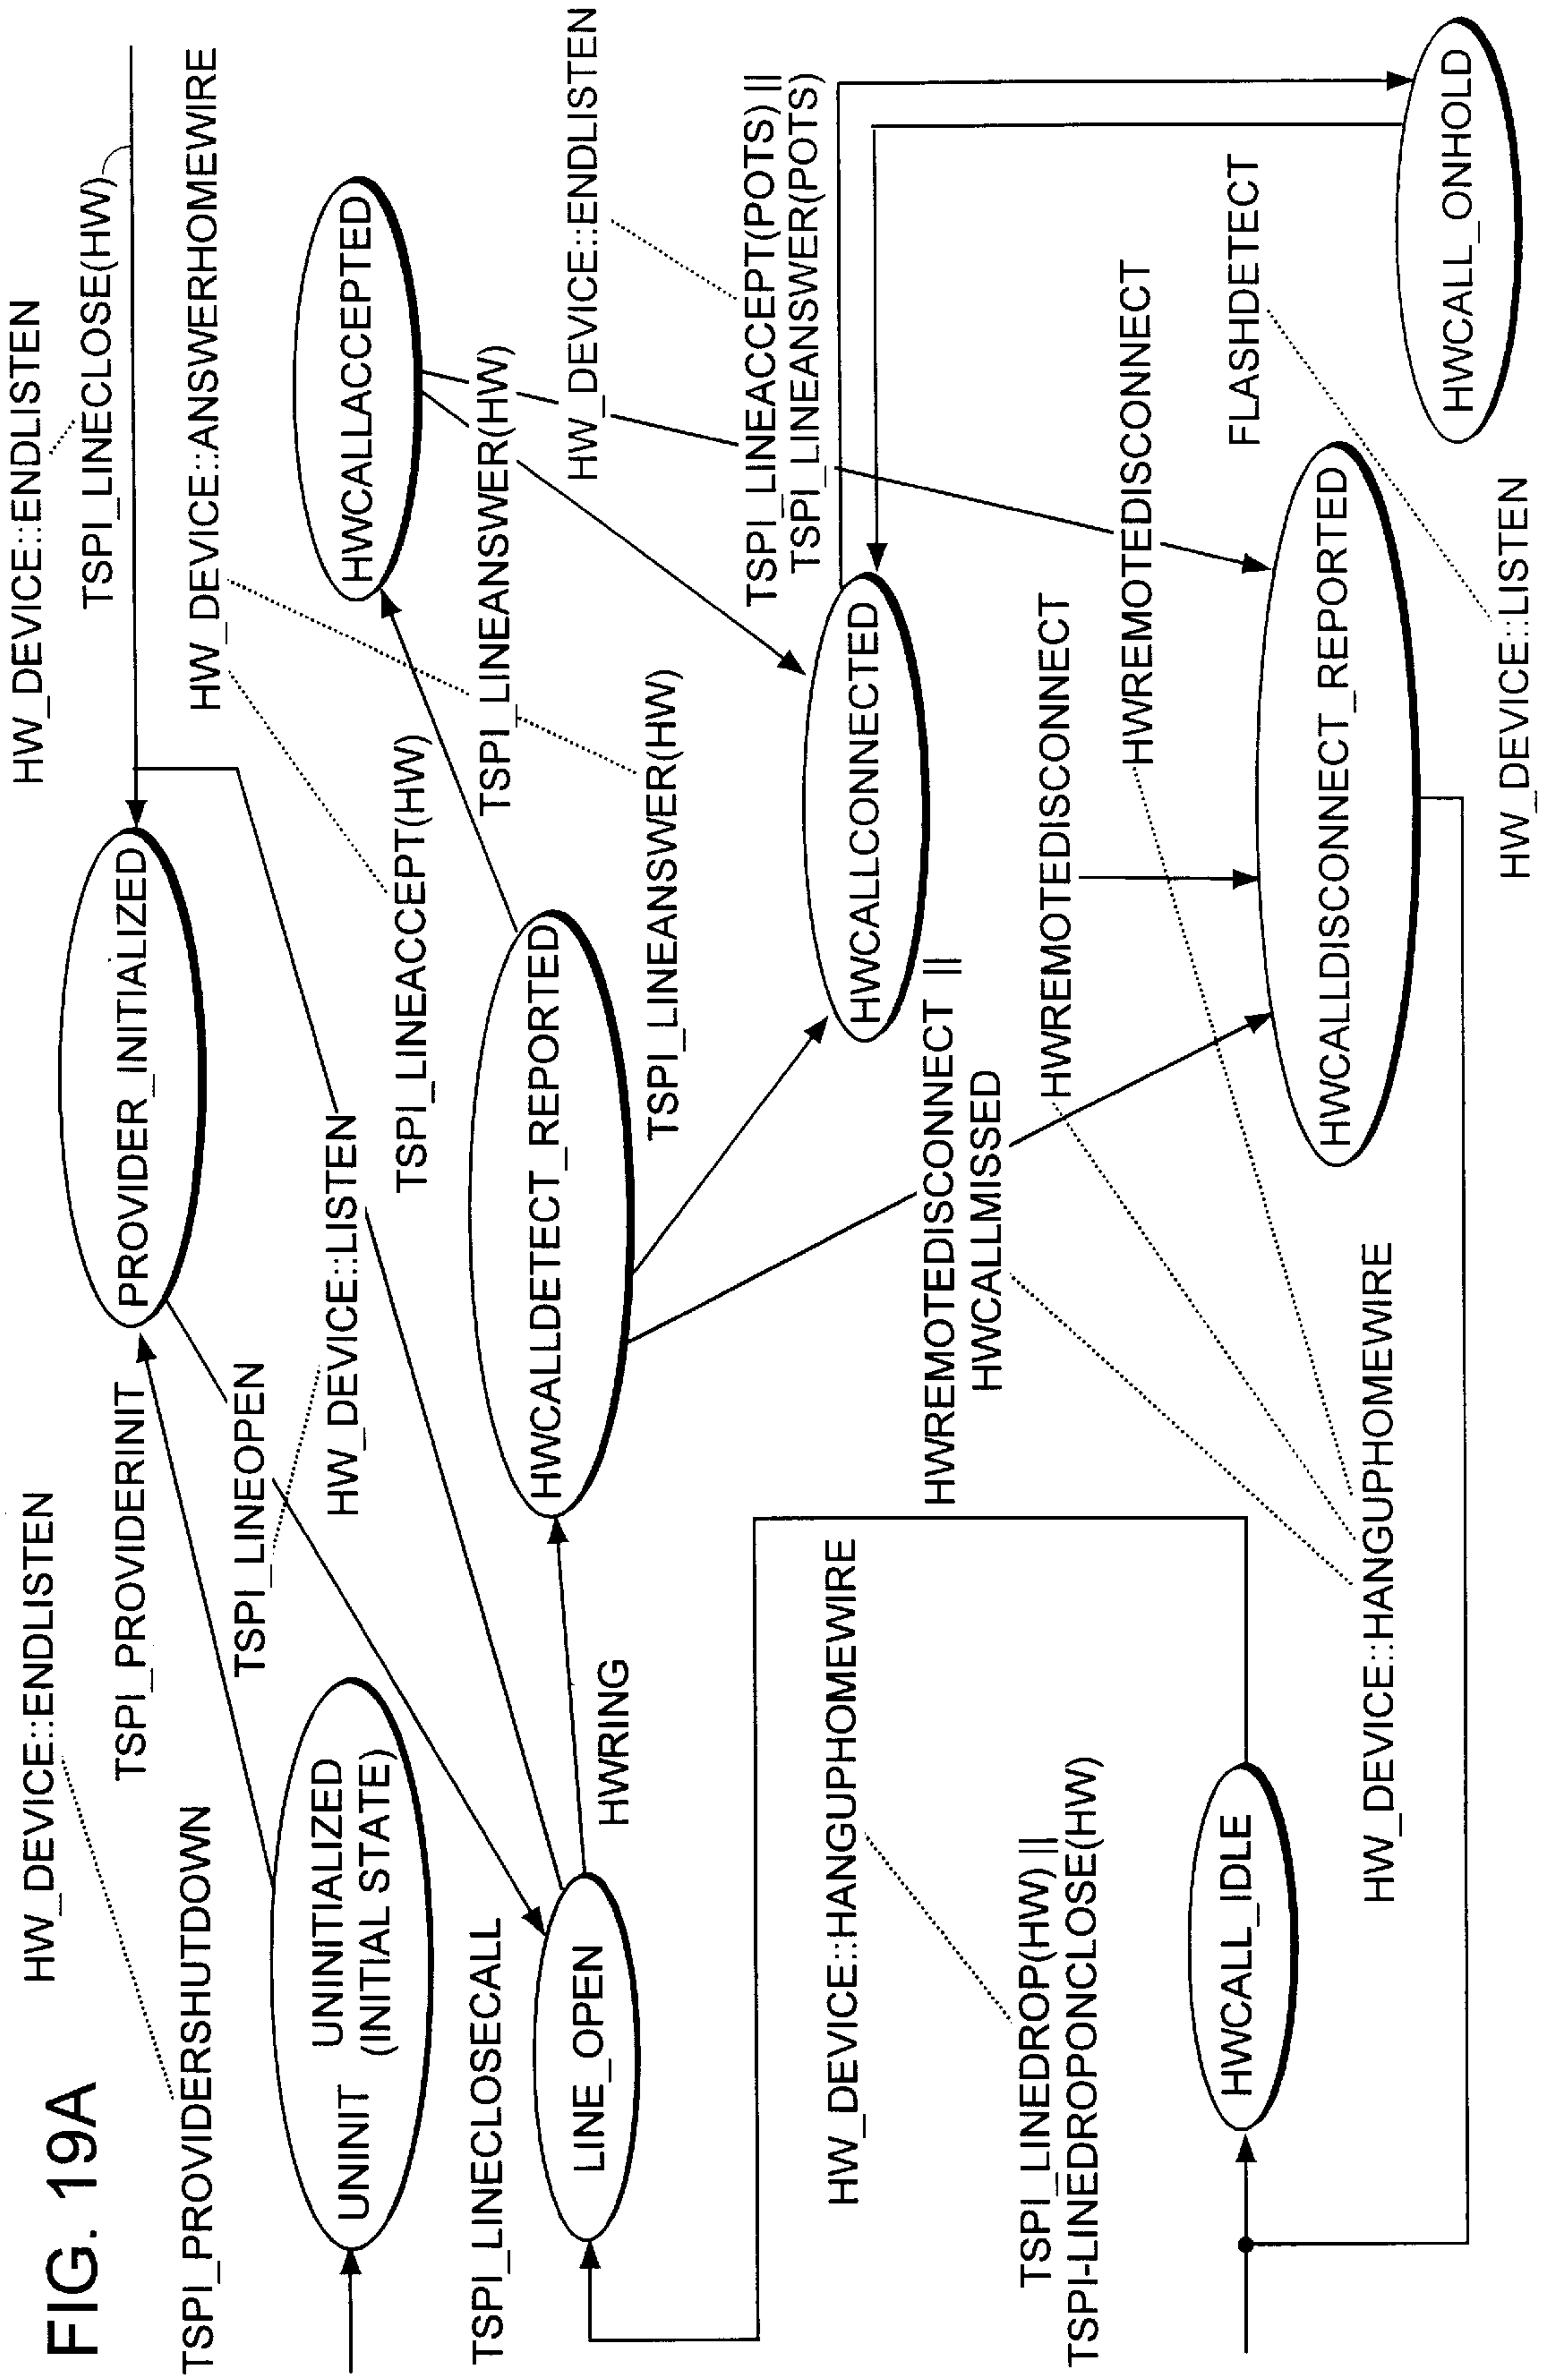 FIG. 19A
HW_DEVICE::ENDLISTEN
HW_DEVICE::ENDLISTEN
TSPI_PROVIDERSHUTDOWN
TSPI_PROVIDERINIT
PROVIDER_INITIALIZED
TSPI_LINECLOSE(HW)
HW_DEVICE::ANSWERHOMEWIRE
TSPI_LINEOPEN
UNINIT
UNINITIALIZED
(INITIAL STATE)
HW_DEVICE::LISTEN
TSPI_LINEACCEPT(HW)
HWCALLACCEPTED
TSPI_LINECLOSECALL
LINE_OPEN
HWRING
HWCALLDETECT_REPORTED
TSPI_LINEANSWER(HW)
TSPI_LINEANSWER(HW)
HW_DEVICE::ENDLISTEN
TSPI_LINEACCEPT(POTS) ||
TSPI_LINEANSWER(POTS)
HWCALLCONNECTED
HW_DEVICE::HANGUPHOMEWIRE
HWREMOTEDISCONNECT ||
HWCALLMISSED
HWREMOTEDISCONNECT
HWREMOTEDISCONNECT
FLASHDETECT
TSPI_LINEDROP(HW) ||
TSPI-LINEDROPONCLOSE(HW)
HWCALL_IDLE
HWCALLDISCONNECT_REPORTED
HWCALL_ONHOLD
HW_DEVICE::HANGUPHOMEWIRE
HW_DEVICE::LISTEN